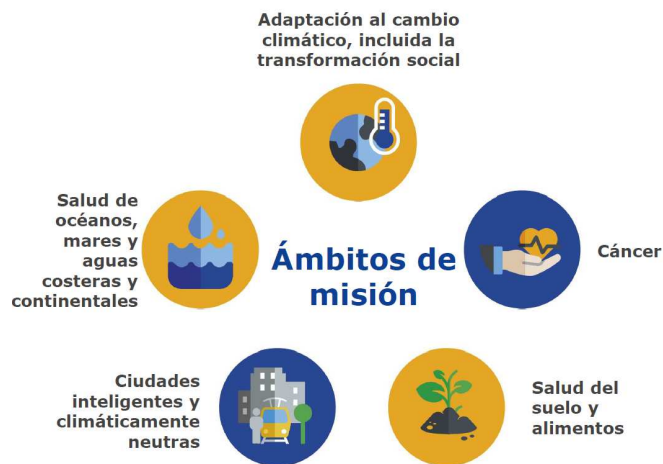 Adaptación al cambio
climático, incluida la
transformación social
Salud de
océanos,
mares y
aguas
costeras y
continentales
Ámbitos de
misión
Cáncer
Ciudades
inteligentes y
climáticamente
neutras
Salud del
suelo y
alimentos